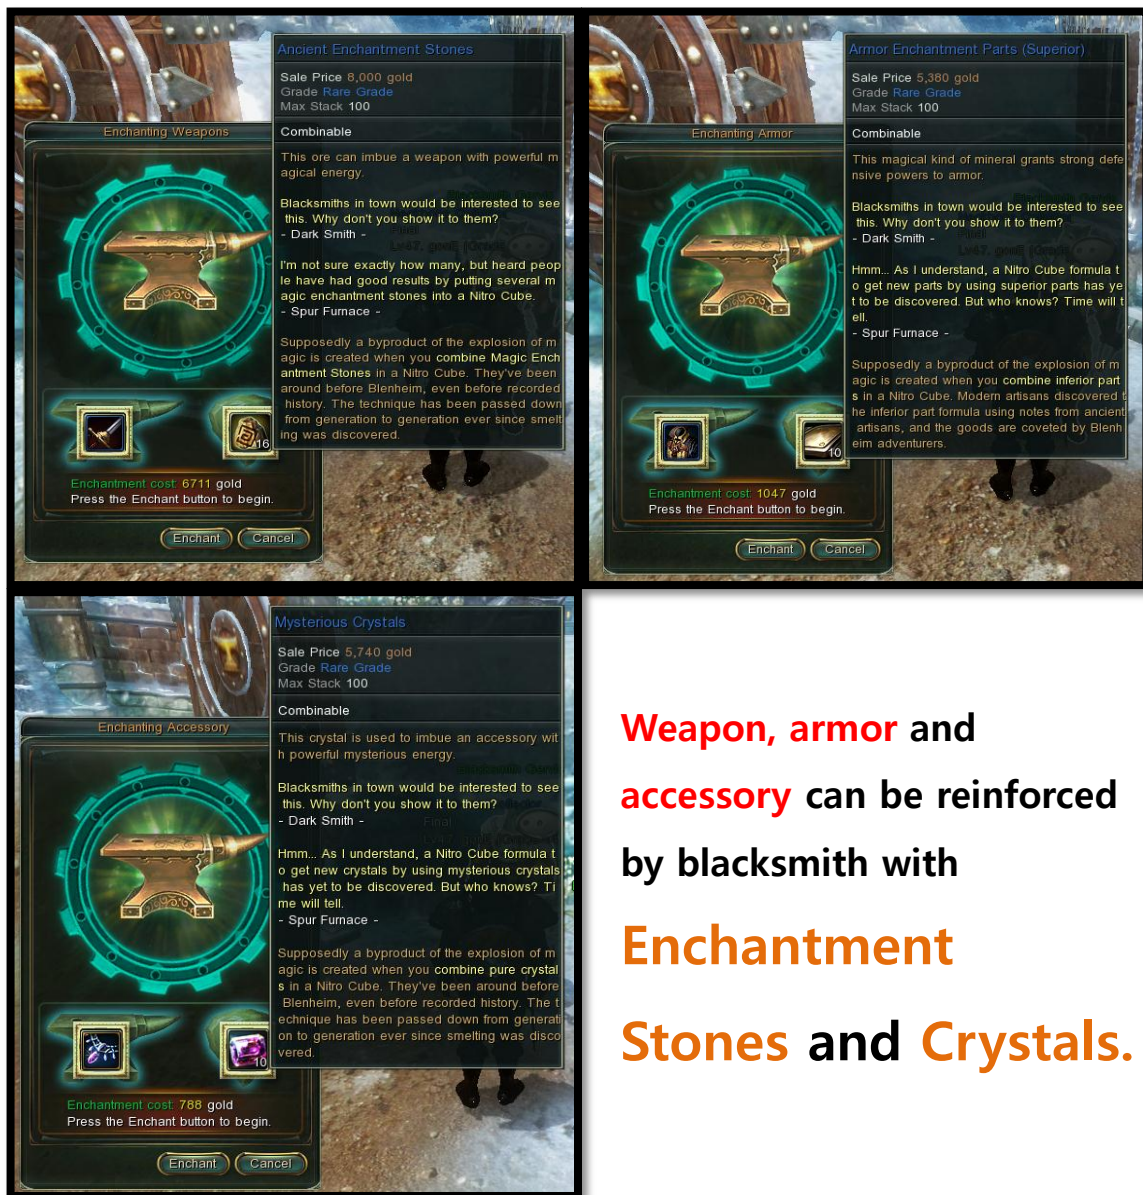 Ancient Enchantment Stones
Sale Price 8,000 gold
Grade Rare Grade
Max Stack 100
Combinable
This ore can imbue a weapon with powerful m
agical energy.
Blacksmiths in town would be interested to see
this. Why don't you show it to them?
- Dark Smith -
I'm not sure exactly how many, but heard peop
le have had good results by putting several m
agic enchantment stones into a Nitro Cube.
- Spur Furnace -
Supposedly a byproduct of the explosion of m
agic is created when you combine Magic Ench
antment Stones in a Nitro Cube. They've been
around before Blenheim, even before recorded
history. The technique has been passed down
from generation to generation ever since smelt
ing was discovered.
Enchanting Weapons
16
Enchantment cost: 6711 gold
Press the Enchant button to begin.
Enchant
Cancel
Armor Enchantment Parts (Superior)
Sale Price 5,380 gold
Grade Rare Grade
Max Stack 100
Combinable
This magical kind of mineral grants strong defe
nsive powers to armor.
Blacksmiths in town would be interested to see
this. Why don't you show it to them?
- Dark Smith -
Hmm... As I understand, a Nitro Cube formula t
o get new parts by using superior parts has ye
t to be discovered. But who knows? Time will t
ell.
- Spur Furnace -
Supposedly a byproduct of the explosion of m
agic is created when you combine inferior part
s in a Nitro Cube. Modern artisans discovered t
he inferior part formula using notes from ancient
artisans, and the goods are coveted by Blenh
eim adventurers.
Enchanting Armor
10
Enchantment cost: 1047 gold
Press the Enchant button to begin.
Enchant
Cancel
Mysterious Crystals
Sale Price 5,740 gold
Grade Rare Grade
Max Stack 100
Combinable
This crystal is used to imbue an accessory wit
h powerful mysterious energy.
Blacksmiths in town would be interested to see
this. Why don't you show it to them?
- Dark Smith -
Hmm... As I understand, a Nitro Cube formula t
o get new crystals by using mysterious crystals
has yet to be discovered. But who knows? Ti
me will tell.
- Spur Furnace -
Supposedly a byproduct of the explosion of m
agic is created when you combine pure crystal
s in a Nitro Cube. They've been around before
Blenheim, even before recorded history. The t
echnique has been passed down from generati
on to generation ever since smelting was disco
vered.
Enchanting Accessory
10
Enchantment cost: 788 gold
Press the Enchant button to begin.
Enchant
Cancel
Weapon, armor and
accessory can be reinforced
by blacksmith with
Enchantment
Stones and Crystals.